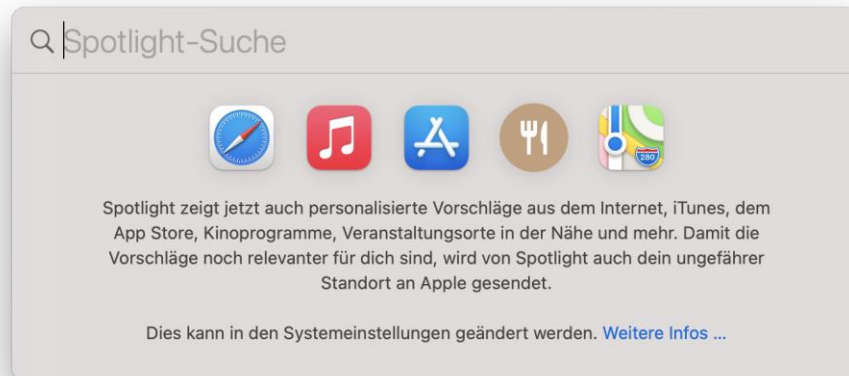 Spotlight-Suche
280
Spotlight zeigt jetzt auch personalisierte Vorschläge aus dem Internet, iTunes, dem
App Store, Kinoprogramme, Veranstaltungsorte in der Nähe und mehr. Damit die
Vorschläge noch relevanter für dich sind, wird von Spotlight auch dein ungefährer
Standort an Apple gesendet.
Dies kann in den Systemeinstellungen geändert werden. Weitere Infos ...